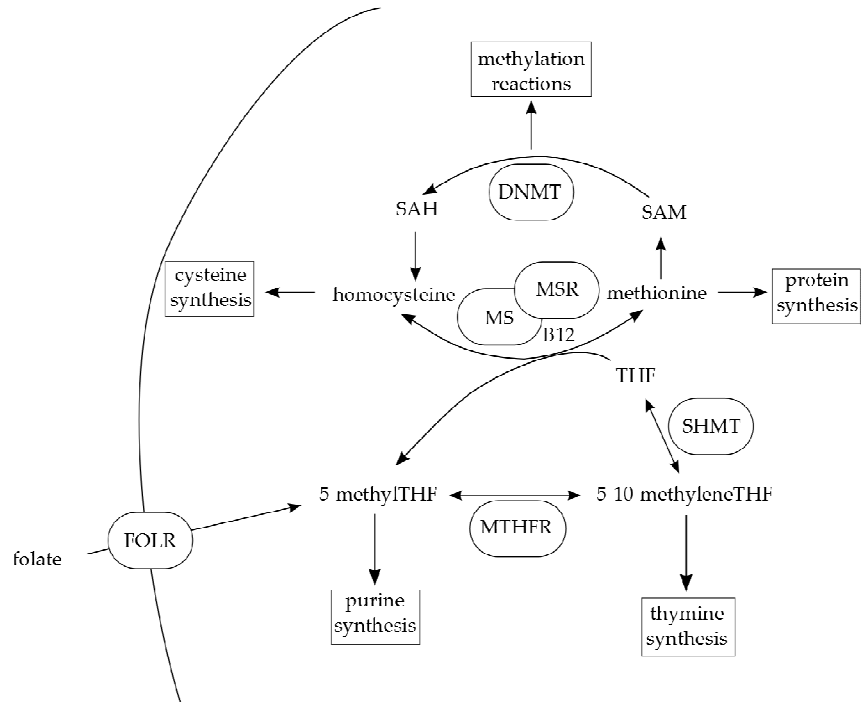 methylation
reactions
DNMT
SAH
SAM
cysteine
synthesis
homocysteine
MS
MSR
B12
methionine
protein
synthesis
THF
SHMT
5 methylTHF
MTHFR
5 10 methyleneTHF
FOLR
folate
purine
synthesis
thymine
synthesis